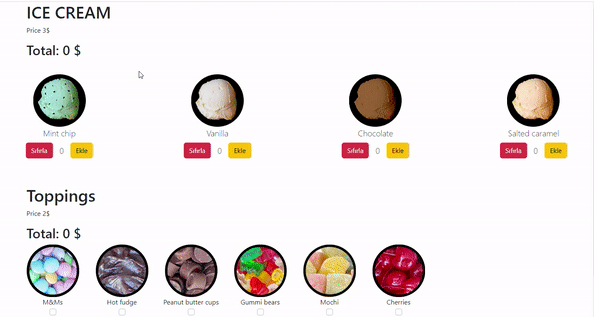 ICE CREAM
Price 3$
Total: 0 $
Mint chip Vanilla Chocolate Salted caramel
Sıfırla 0 Ekle Sıfırla 0 Ekle Sıfırla 0 Ekle Sıfırla 0 Ekle
Toppings
Price 2$
Total: 0 $
M&Ms Hot fudge Peanut butter cups Gummi bears Mochi Cherries